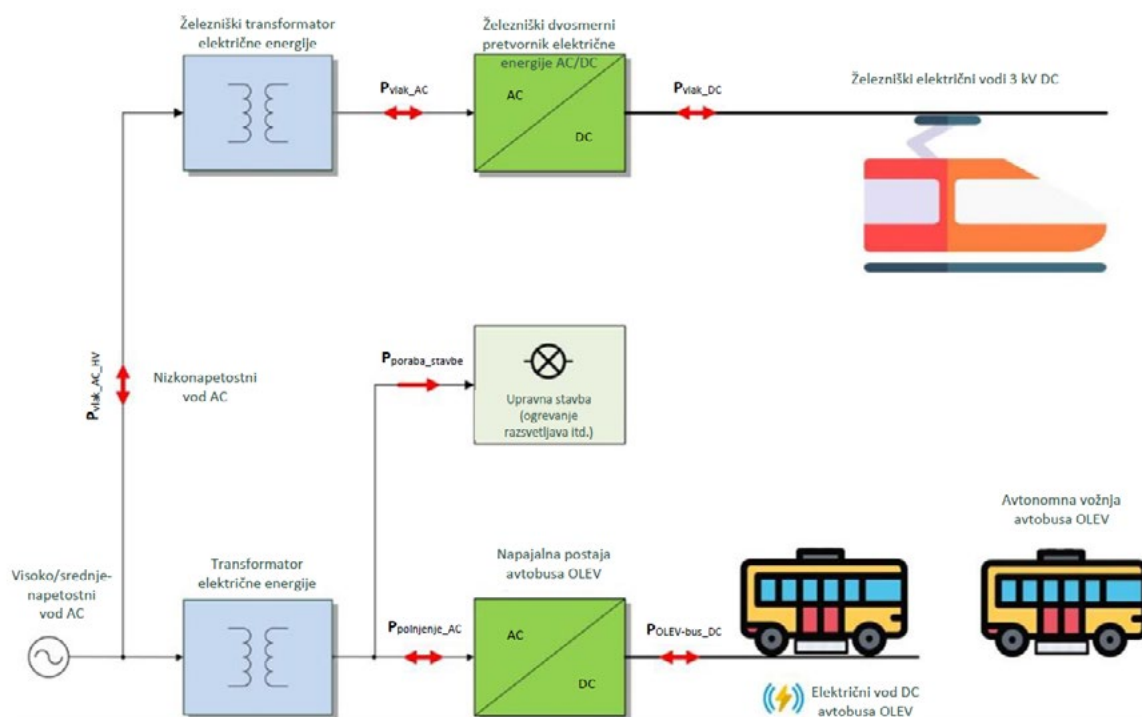 Železniški transformator
električne energije
Železniški dvosmerni
pretvornik električne
energije AC/DC
Železniški električni vodi 3 kV DC
Pvlak_AC
AC
DC
Pvlak_DC
Pvlak_AC_HV
Nizkonapetostni
vod AC
Pporaba_stavbe
Upravna stavba
(ogrevanje
razsvetljava itd.)
Avtonomna vožnja
avtobusa OLEV
Visoko/srednje-
napetostni
vod AC
Transformator
električne energije
Napajalna postaja
avtobusa OLEV
Ppolnjenje_AC
AC
DC
POLEV-bus_DC
Električni vod DC
avtobusa OLEV